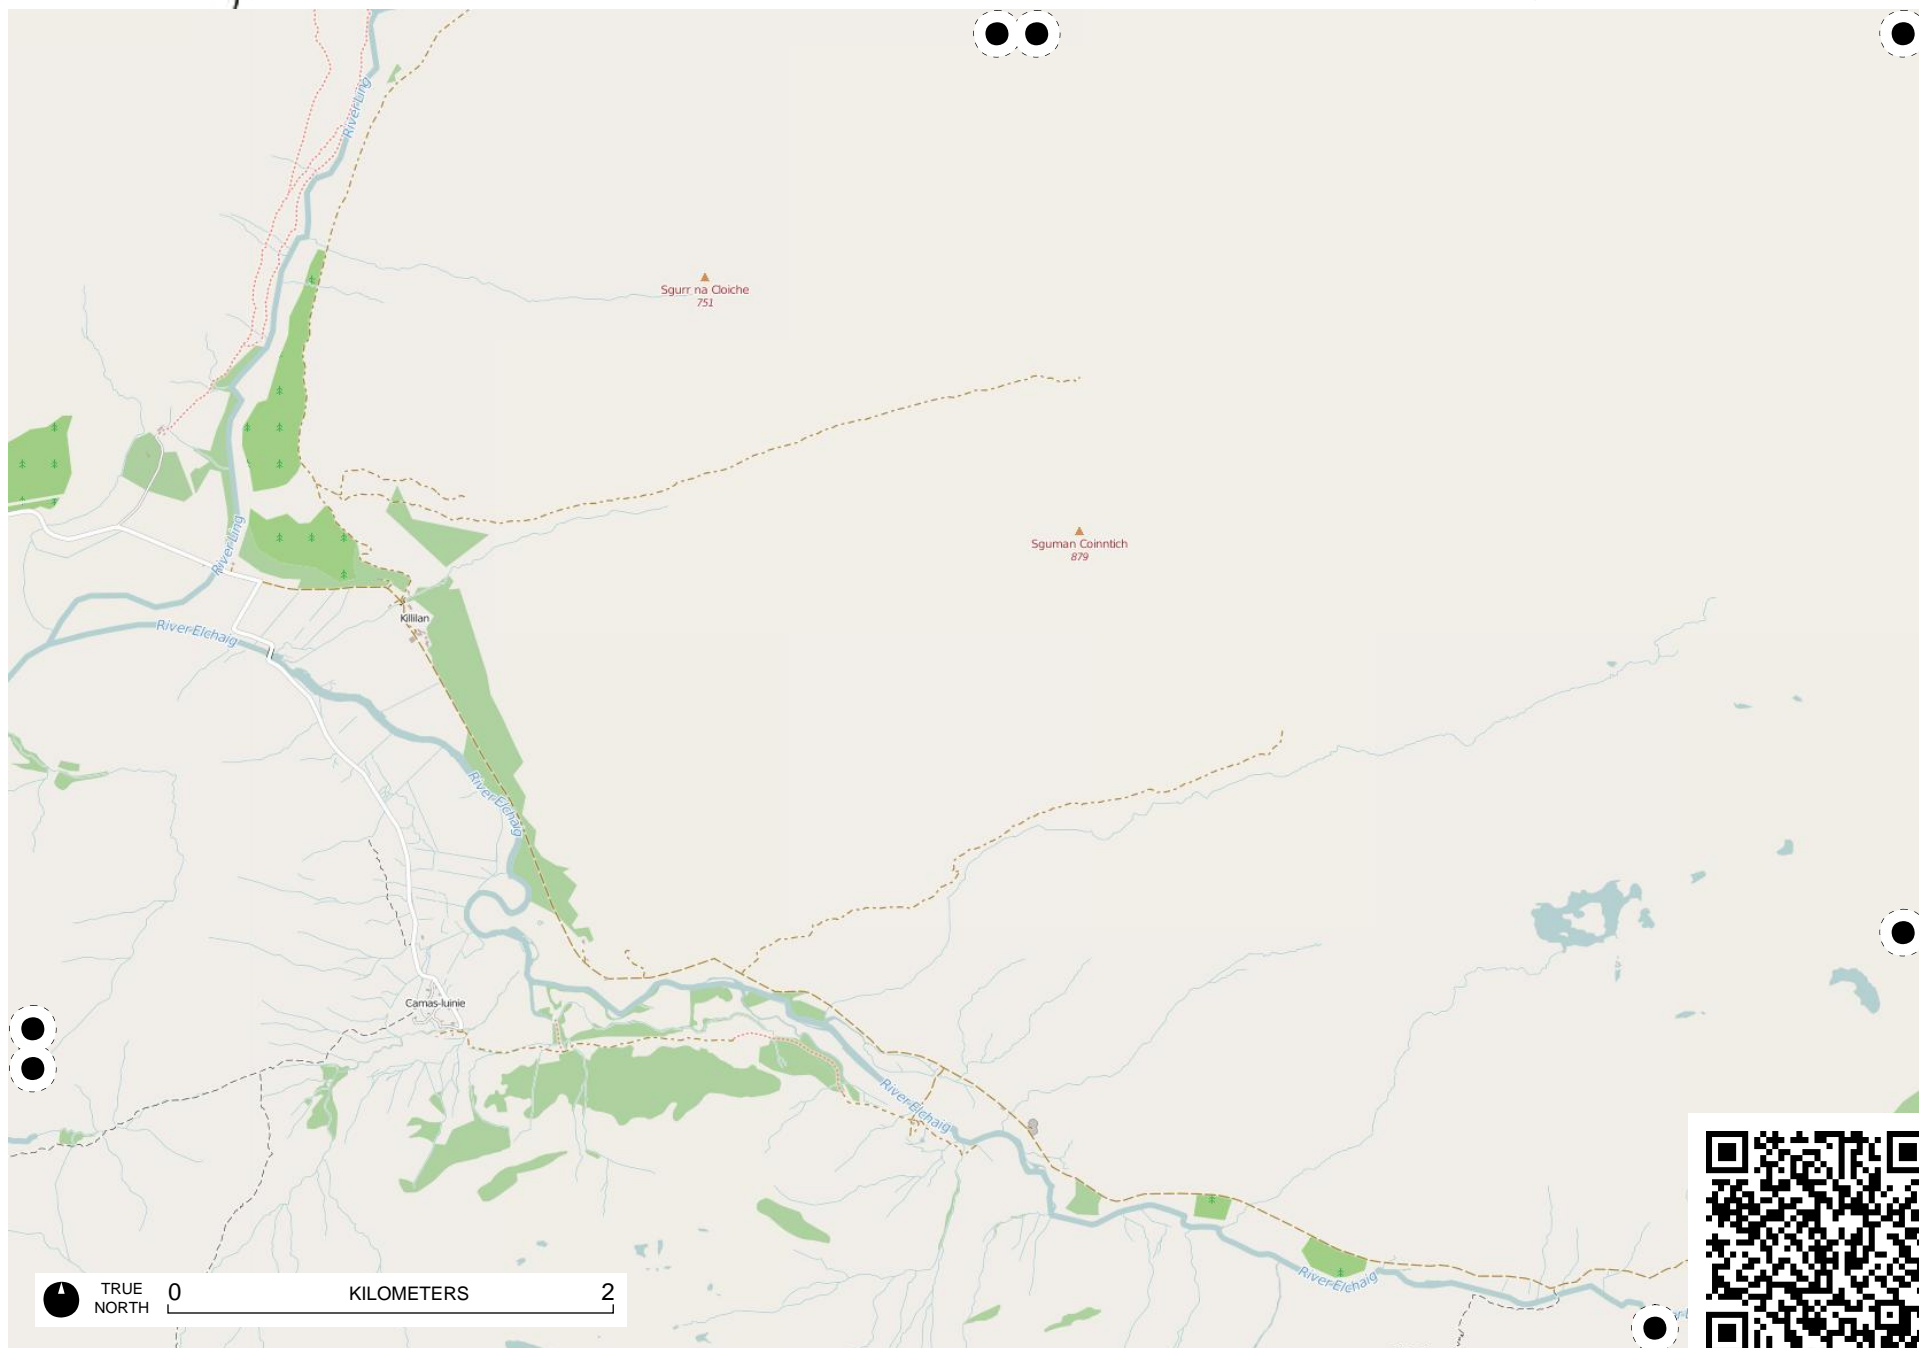 River Ling
Sgurr na Cloiche
751
River Ling
Sguman Coinntich
879
Killilan
River Elchaig
River Elchaig
Camas-luinie
River Elchaig
River Elchaig
TRUE NORTH
0 KILOMETERS 2